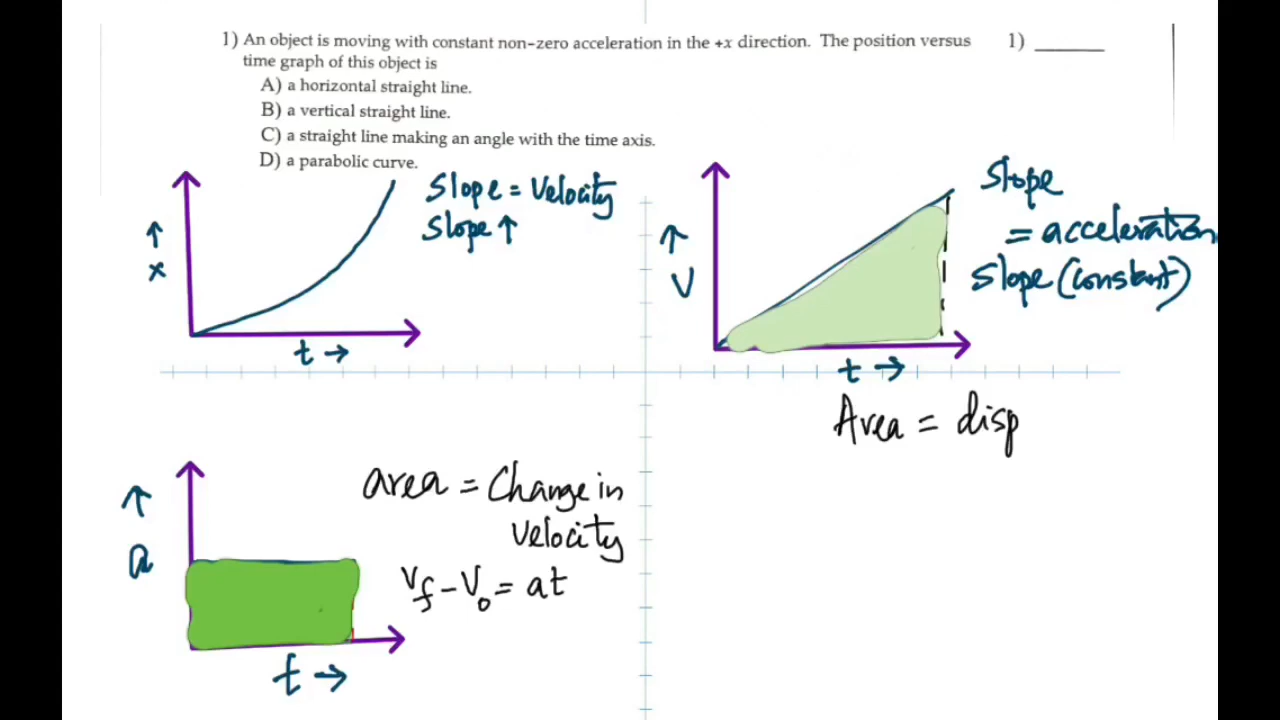 1) An object is moving with constant non-zero acceleration in the +x direction. The position versus 1) ______
time graph of this object is
A) a horizontal straight line.
B) a vertical straight line.
C) a straight line making an angle with the time axis.
D) a parabolic curve.
Slope = Velocity
Slope ↑
↑
x
t →
Slope
= acceleration
Slope (constant)
↑
V
t →
Area = disp
↑
a
area = Change in
velocity
Vf - V0 = at
t →